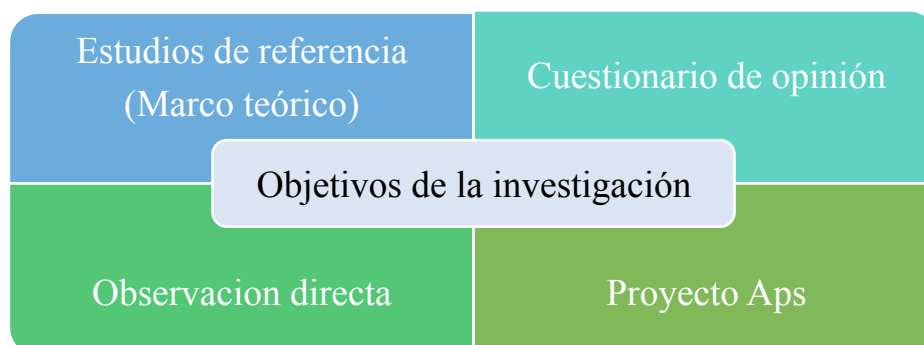 Estudios de referencia
(Marco teórico)
Cuestionario de opinión
Objetivos de la investigación
Observacion directa
Proyecto Aps